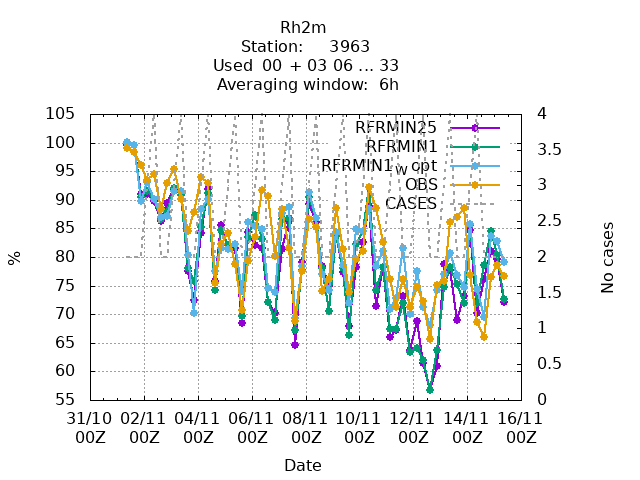 Rh2m
Station: 3963
Used 00 + 03 06 ... 33
Averaging window: 6h
105
100
95
90
85
80
75
70
65
60
55
%
4
3.5
3
2.5
2
1.5
1
0.5
0
No cases
RFRMIN25
RFRMIN1
RFRMIN1w opt
OBS
CASES
31/10 02/11 04/11 06/11 08/11 10/11 12/11 14/11 16/11
00Z 00Z 00Z 00Z 00Z 00Z 00Z 00Z 00Z
Date